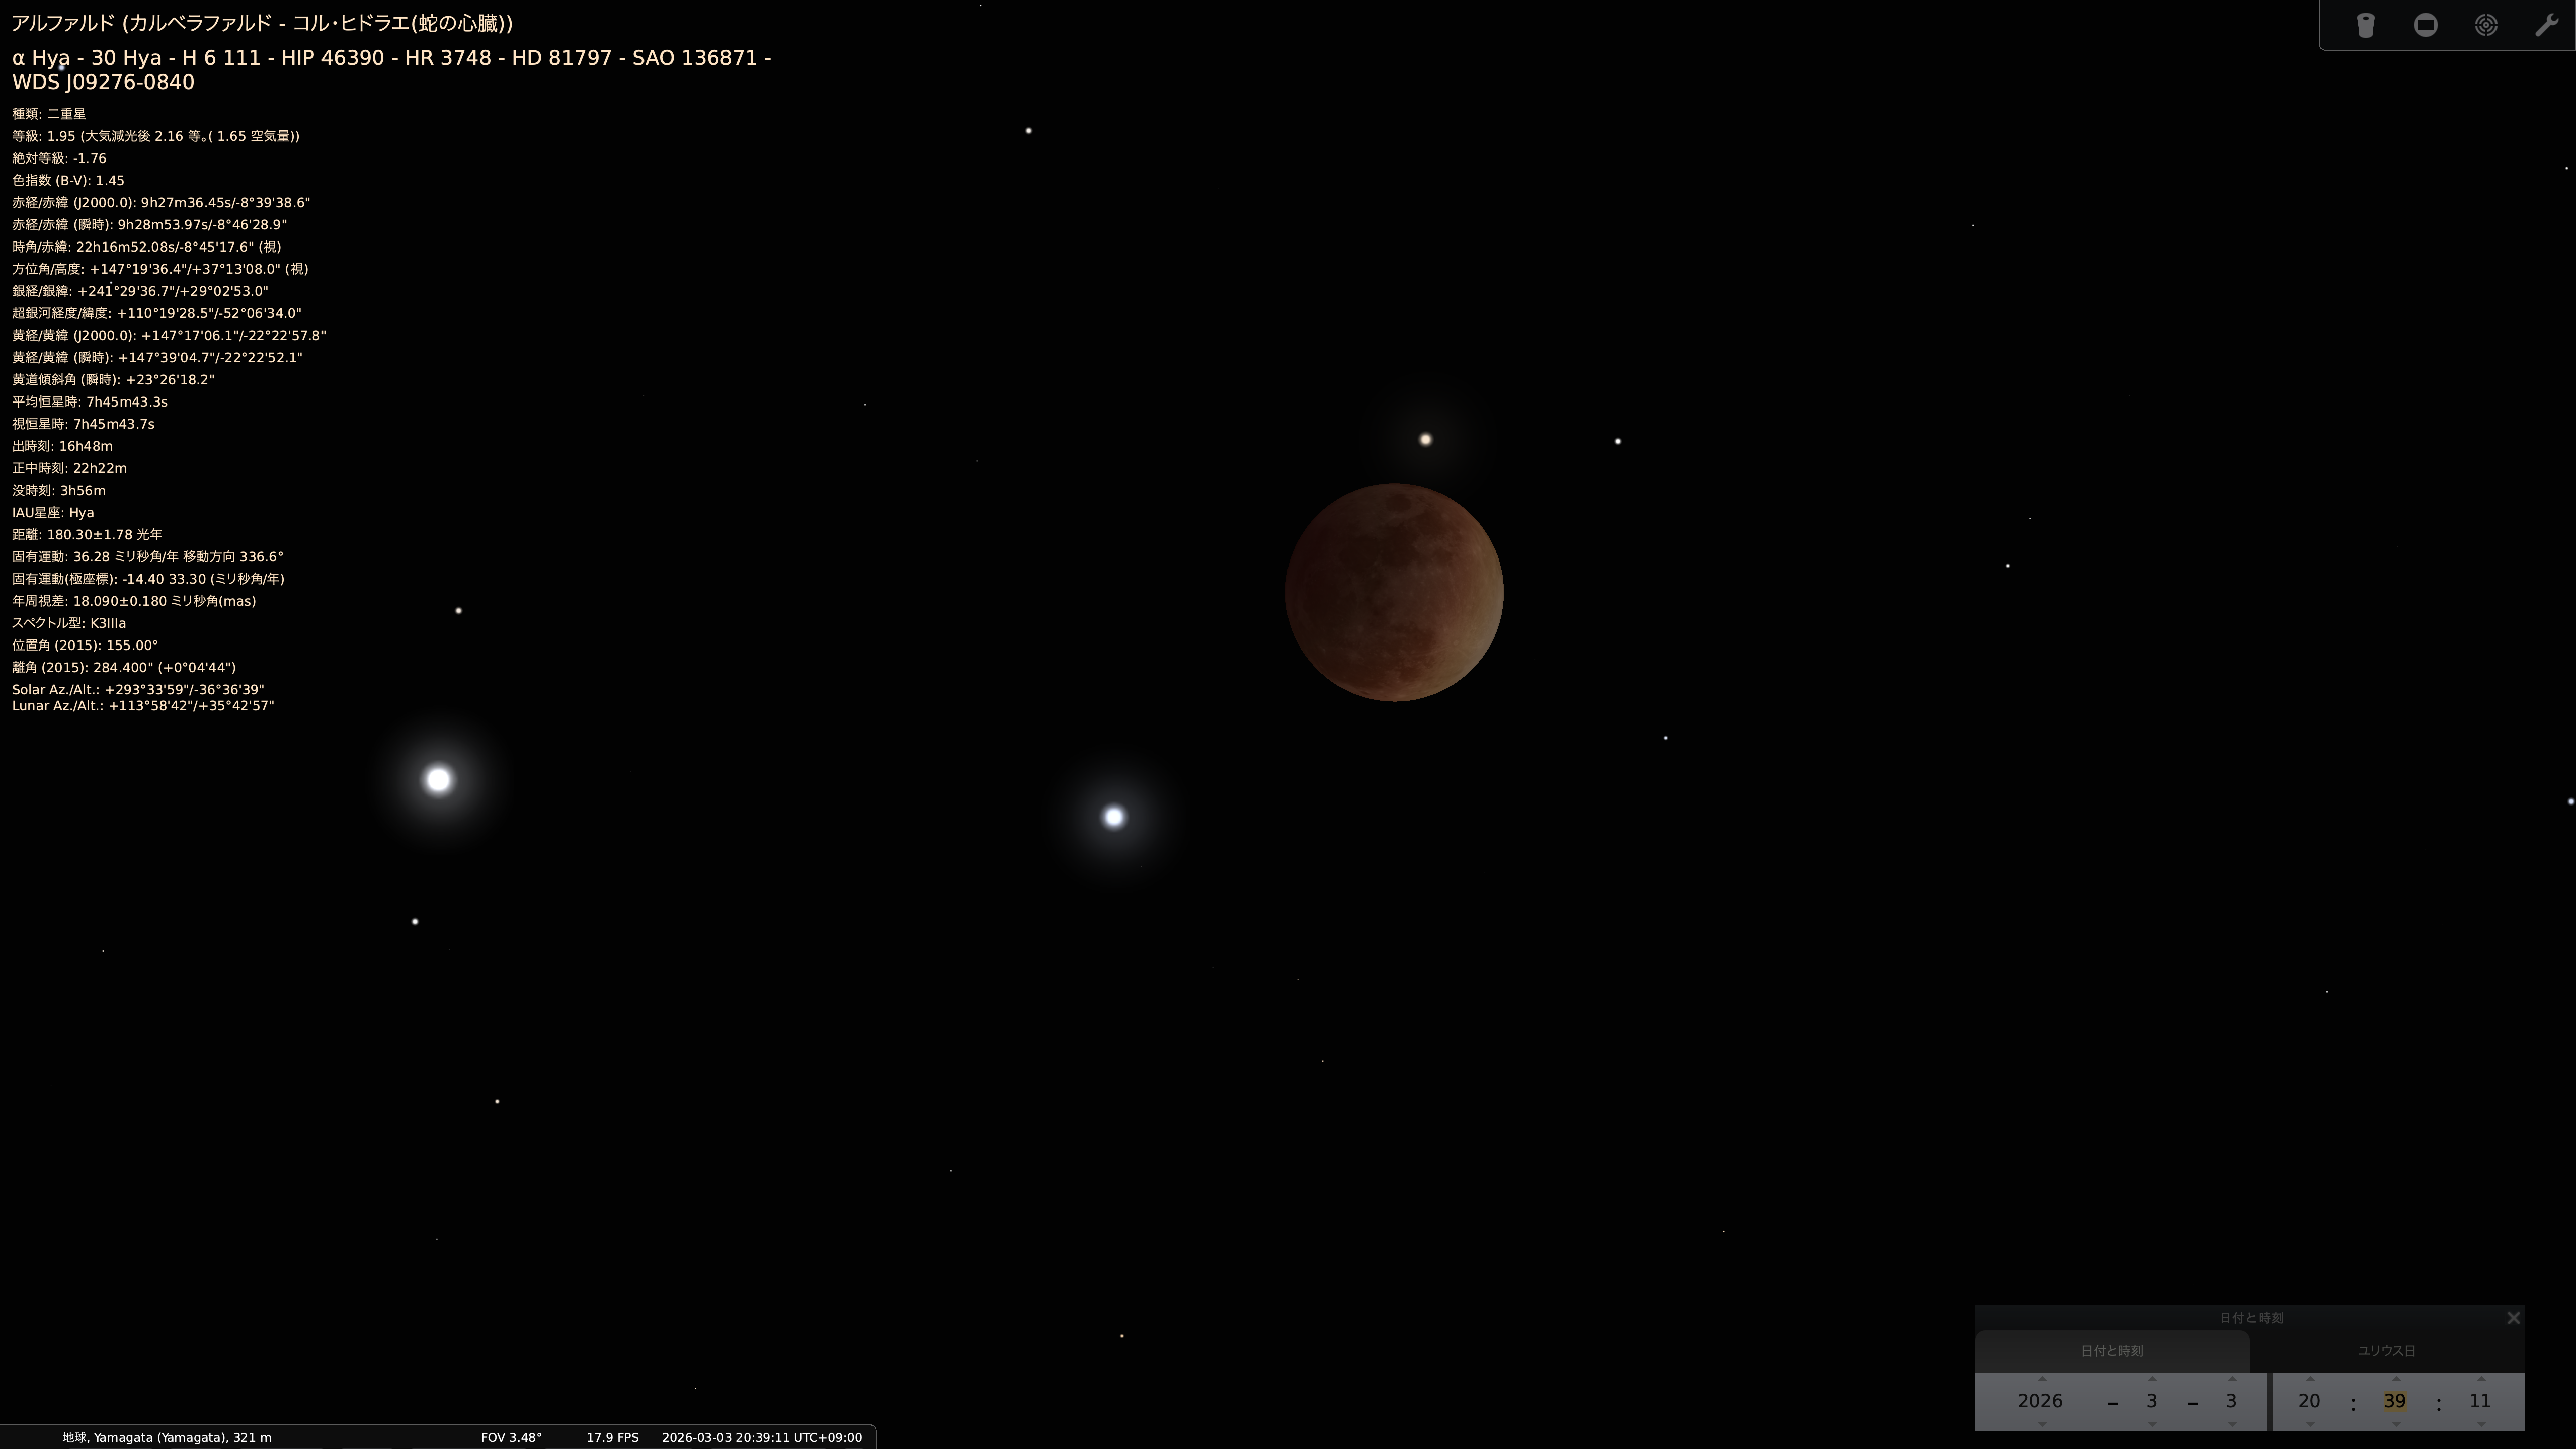 アルファルド (カルベラファルド - コル・ヒドラエ(蛇の心臓))
α Hya - 30 Hya - H 6 111 - HIP 46390 - HR 3748 - HD 81797 - SAO 136871 -
WDS J09276-0840
種類: 二重星
等級: 1.95 (大気減光後 2.16 等。( 1.65 空気量))
絶対等級: -1.76
色指数 (B-V): 1.45
赤経/赤緯 (J2000.0): 9h27m36.45s/-8°39'38.6"
赤経/赤緯 (瞬時): 9h28m53.97s/-8°46'28.9"
時角/赤緯: 22h16m52.08s/-8°45'17.6" (視)
方位角/高度: +147°19'36.4"/+37°13'08.0" (視)
銀経/銀緯: +241°29'36.7"/+29°02'53.0"
超銀河経度/緯度: +110°19'28.5"/-52°06'34.0"
黄経/黄緯 (J2000.0): +147°17'06.1"/-22°22'57.8"
黄経/黄緯 (瞬時): +147°39'04.7"/-22°22'52.1"
黄道傾斜角 (瞬時): +23°26'18.2"
平均恒星時: 7h45m43.3s
視恒星時: 7h45m43.7s
出時刻: 16h48m
正中時刻: 22h22m
没時刻: 3h56m
IAU星座: Hya
距離: 180.30±1.78 光年
固有運動: 36.28 ミリ秒角/年 移動方向 336.6°
固有運動(極座標): -14.40 33.30 (ミリ秒角/年)
年周視差: 18.090±0.180 ミリ秒角(mas)
スペクトル型: K3IIIa
位置角 (2015): 155.00°
離角 (2015): 284.400" (+0°04'44")
Solar Az./Alt.: +293°33'59"/-36°36'39"
Lunar Az./Alt.: +113°58'42"/+35°42'57"
日付と時刻
日付と時刻 ユリウス日
2026 - 3 - 3 20 : 39 : 11
地球, Yamagata (Yamagata), 321 m FOV 3.48° 17.9 FPS 2026-03-03 20:39:11 UTC+09:00